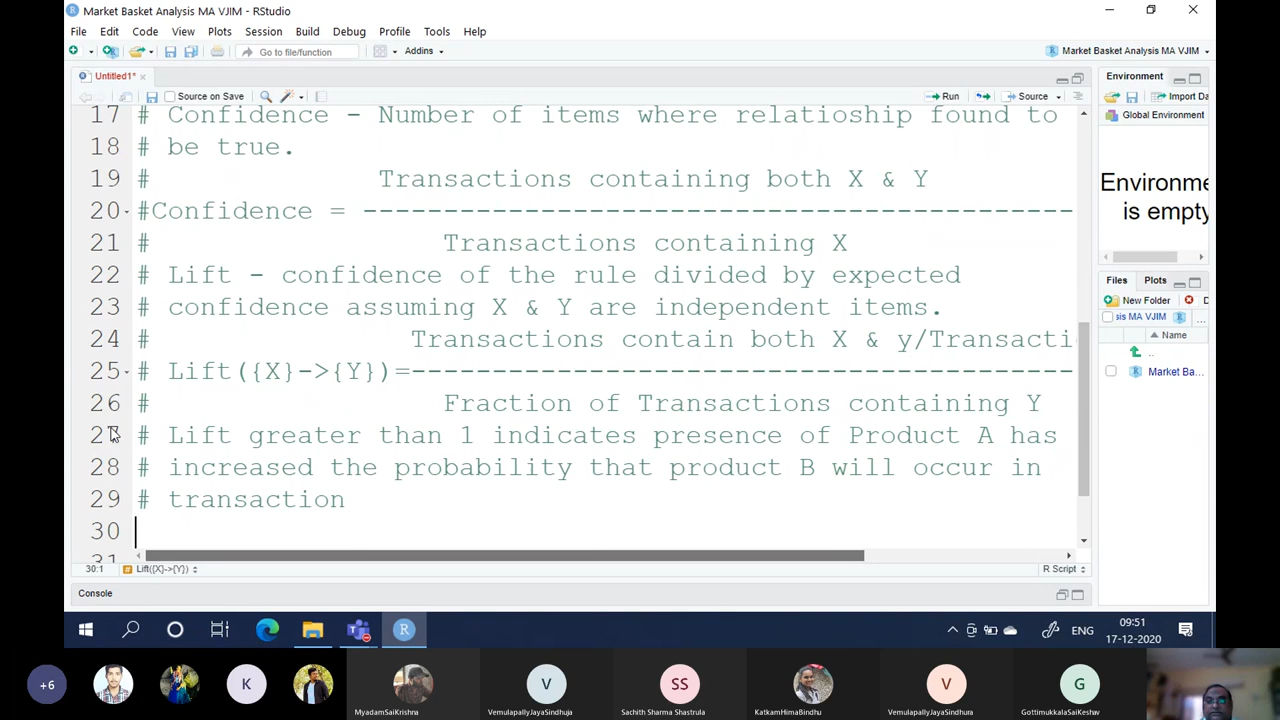 Market Basket Analysis MA VJIM - RStudio
File Edit Code View Plots Session Build Debug Profile Tools Help
Go to file/function Addins Market Basket Analysis MA VJIM
Untitled1*
Source on Save Run Source
17 # Confidence - Number of items where relatioship found to
18 # be true.
19 # Transactions containing both X & Y
20 #Confidence = --------------------------------------------
21 # Transactions containing X
22 # Lift - confidence of the rule divided by expected
23 # confidence assuming X & Y are independent items.
24 # Transactions contain both X & y/Transacti
25 # Lift({X}->{Y})=-----------------------------------------
26 # Fraction of Transactions containing Y
27 # Lift greater than 1 indicates presence of Product A has
28 # increased the probability that product B will occur in
29 # transaction
30
31
30:1 Lift({X}->{Y}) R Script
Console
Environment
Import Da
Global Environment
Environme
is empty
Files Plots
New Folder D
sis MA VJIM ...
Name
..
Market Ba...
ENG
09:51
17-12-2020
+6 K V SS V G
MyadamSaiKrishna VemulapallyJayaSindhuja Sachith Sharma Shastrula KatkamHimaBindhu VemulapallyJayaSindhura GottimukkalaSaiKeshav